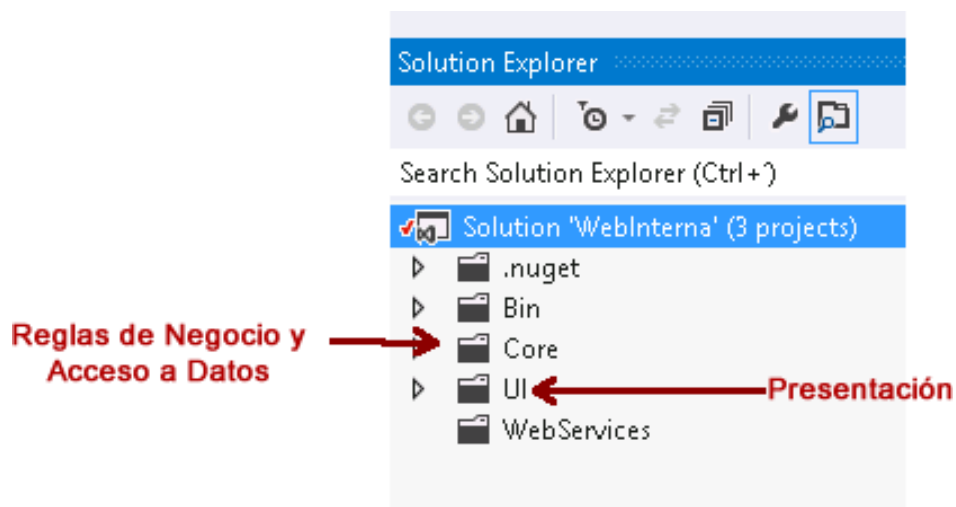 Solution Explorer
Search Solution Explorer (Ctrl+')
Solution 'WebInterna' (3 projects)
.nuget
Bin
Reglas de Negocio y
Acceso a Datos
Core
UI
Presentación
WebServices